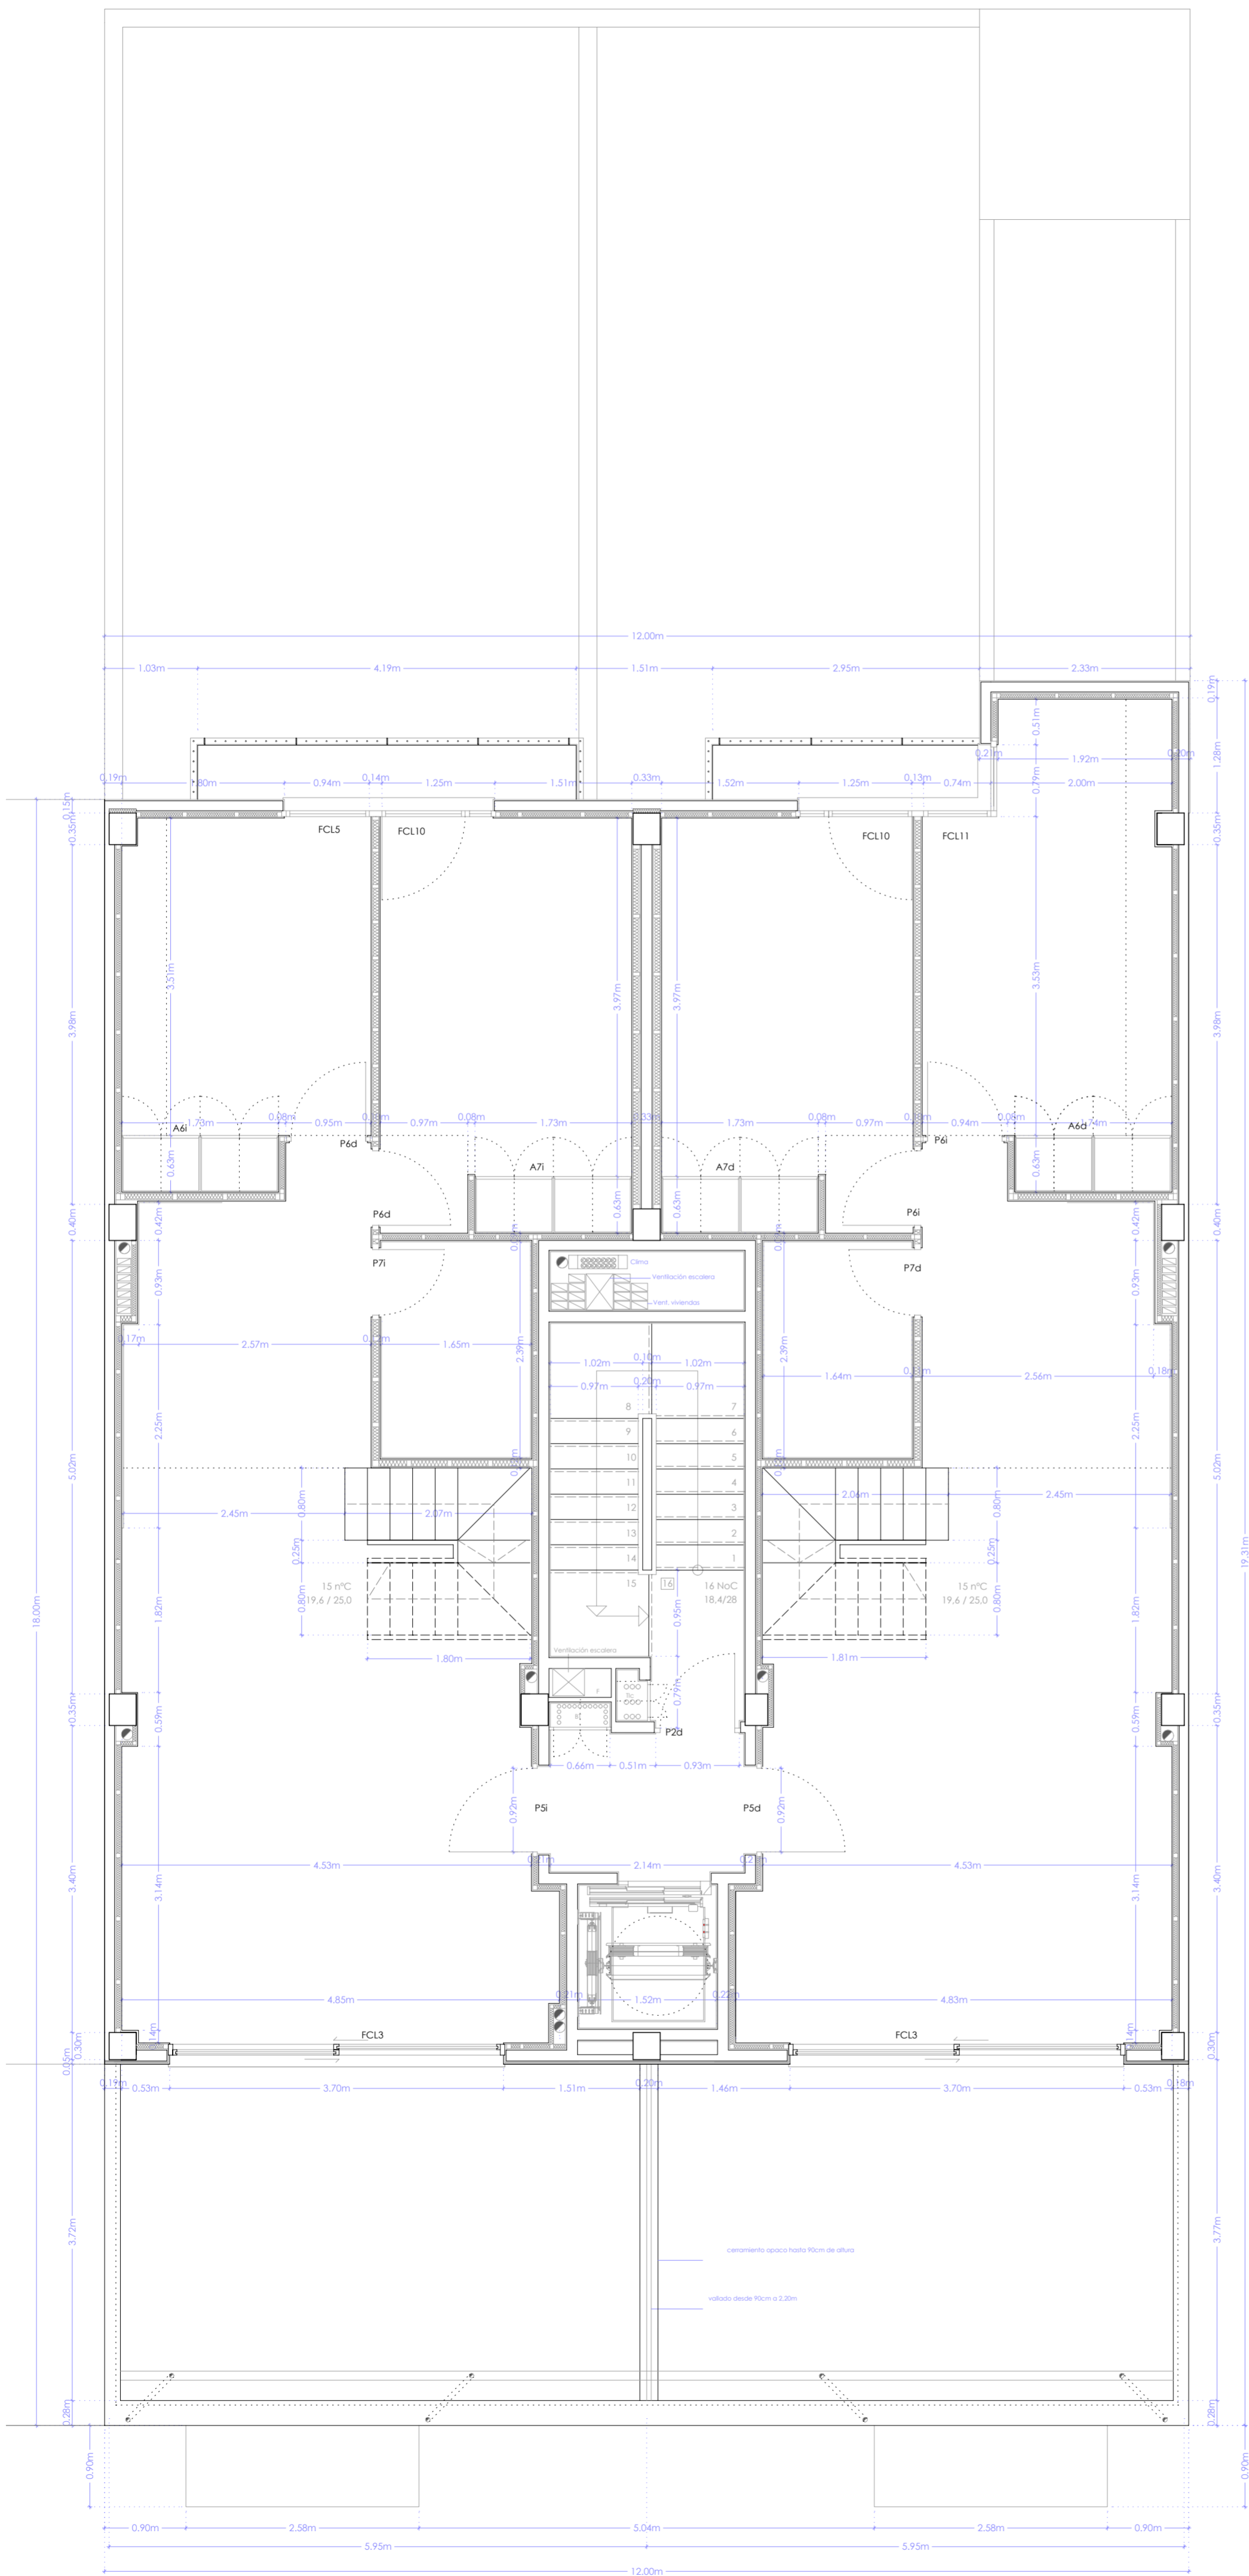 12.00m
1.03m 4.19m 1.51m 2.95m 2.33m
0.19m
0.51m
1.28m
0.21m 1.92m 0.20m
0.19m 1.80m 0.94m 0.14m 1.25m 1.51m 0.33m 1.52m 1.25m 0.13m 0.74m 0.79m 2.00m
0.15m
0.35m
0.35m
FCL5 FCL10 FCL10 FCL11
3.98m
3.51m
3.97m
3.97m
3.53m
3.98m
1.73m 0.08m 0.95m 0.97m 0.08m 1.73m 0.33m 1.73m 0.08m 0.97m 0.94m 0.08m 1.74m
A6i P6d P6i A6d
A7i A7d
0.63m
0.63m
0.63m
0.63m
P6d P6i
0.40m
0.42m
0.42m
0.40m
P7i P7d
Clima
Ventilación escalera
Vent. viviendas
0.93m
0.93m
0.17m 2.57m 1.65m 2.39m
1.02m 0.10m 1.02m
0.97m 0.20m 0.97m
2.39m 1.64m 2.56m 0.18m
8 7
9 6
10 5
11 4
12 3
13 2
14 1
15 16 16 NoC
18,4/28
5.02m
2.25m
2.25m
5.02m
2.45m 2.07m 2.06m 2.45m
0.80m
0.25m
0.80m
0.80m
0.25m
0.80m
15 nºC
19,6 / 25,0
15 nºC
19,6 / 25,0
1.80m 1.81m
0.95m
18.00m
19.31m
1.82m
1.82m
Ventilación escalera
0.79m
P2d
0.35m
0.59m
0.59m
0.35m
0.66m 0.51m 0.93m
P5i P5d
0.92m
0.92m
4.53m 0.21m 2.14m 0.21m 4.53m
3.40m
3.14m
3.14m
3.40m
4.85m 0.21m 1.52m 0.22m 4.83m
FCL3 FCL3
0.30m
0.14m
0.14m
0.30m
0.05m
0.19m 0.53m 3.70m 1.51m 0.20m 1.46m 3.70m 0.53m 0.18m
3.72m
3.77m
cerramiento opaco hasta 90cm de altura
vallado desde 90cm a 2.20m
0.28m
0.28m
0.90m
0.90m
0.90m 2.58m 5.04m 2.58m 0.90m
5.95m 5.95m
12.00m